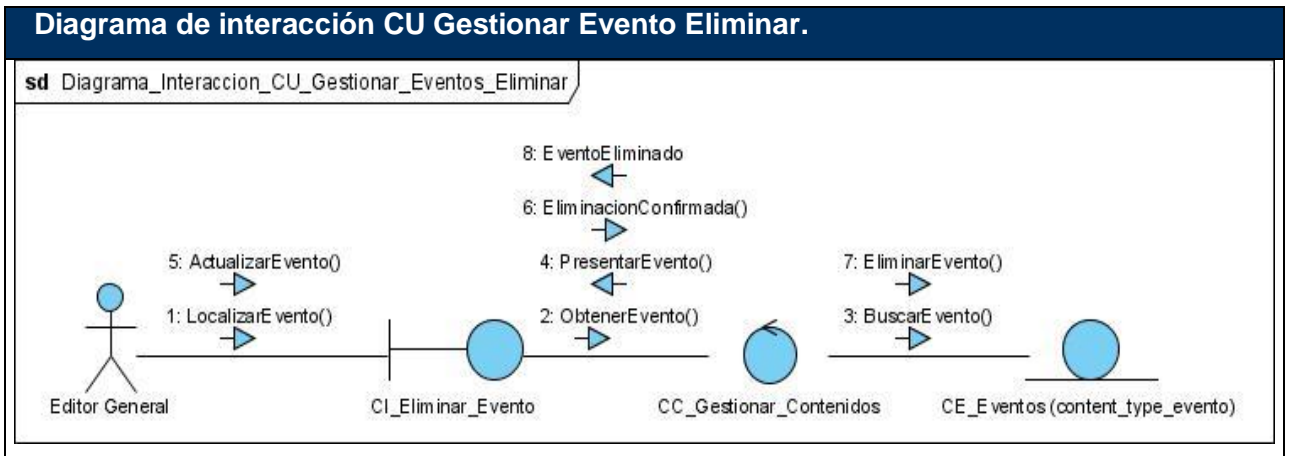 Diagrama de interacción CU Gestionar Evento Eliminar.
sd Diagrama_Interaccion_CU_Gestionar_Eventos_Eliminar
8: EventoEliminado
6: EliminacionConfirmada()
5: ActualizarEvento()
4: PresentarEvento()
7: EliminarEvento()
1: LocalizarEvento()
2: ObtenerEvento()
3: BuscarEvento()
Editor General
CI_Eliminar_Evento
CC_Gestionar_Contenidos
CE_Eventos (content_type_evento)